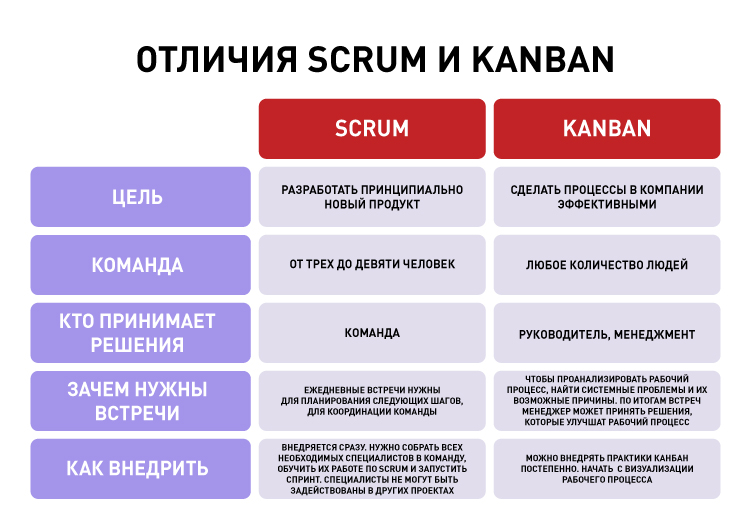 ОТЛИЧИЯ SCRUM И KANBAN
SCRUM
KANBAN
ЦЕЛЬ
РАЗРАБОТАТЬ ПРИНЦИПИАЛЬНО
НОВЫЙ ПРОДУКТ
СДЕЛАТЬ ПРОЦЕССЫ В КОМПАНИИ
ЭФФЕКТИВНЫМИ
КОМАНДА
ОТ ТРЕХ ДО ДЕВЯТИ ЧЕЛОВЕК
ЛЮБОЕ КОЛИЧЕСТВО ЛЮДЕЙ
КТО ПРИНИМАЕТ
РЕШЕНИЯ
КОМАНДА
РУКОВОДИТЕЛЬ, МЕНЕДЖМЕНТ
ЗАЧЕМ НУЖНЫ
ВСТРЕЧИ
ЕЖЕДНЕВНЫЕ ВСТРЕЧИ НУЖНЫ
ДЛЯ ПЛАНИРОВАНИЯ СЛЕДУЮЩИХ ШАГОВ,
ДЛЯ КООРДИНАЦИИ КОМАНДЫ
ЧТОБЫ ПРОАНАЛИЗИРОВАТЬ РАБОЧИЙ
ПРОЦЕСС, НАЙТИ СИСТЕМНЫЕ ПРОБЛЕМЫ И ИХ
ВОЗМОЖНЫЕ ПРИЧИНЫ. ПО ИТОГАМ ВСТРЕЧ
МЕНЕДЖЕР МОЖЕТ ПРИНЯТЬ РЕШЕНИЯ,
КОТОРЫЕ УЛУЧШАТ РАБОЧИЙ ПРОЦЕСС
КАК ВНЕДРИТЬ
ВНЕДРЯЕТСЯ СРАЗУ. НУЖНО СОБРАТЬ ВСЕХ
НЕОБХОДИМЫХ СПЕЦИАЛИСТОВ В КОМАНДУ,
ОБУЧИТЬ ИХ РАБОТЕ ПО SCRUM И ЗАПУСТИТЬ
СПРИНТ. СПЕЦИАЛИСТЫ НЕ МОГУТ БЫТЬ
ЗАДЕЙСТВОВАНЫ В ДРУГИХ ПРОЕКТАХ
МОЖНО ВНЕДРЯТЬ ПРАКТИКИ КАНБАН
ПОСТЕПЕННО. НАЧАТЬ С ВИЗУАЛИЗАЦИИ
РАБОЧЕГО ПРОЦЕССА